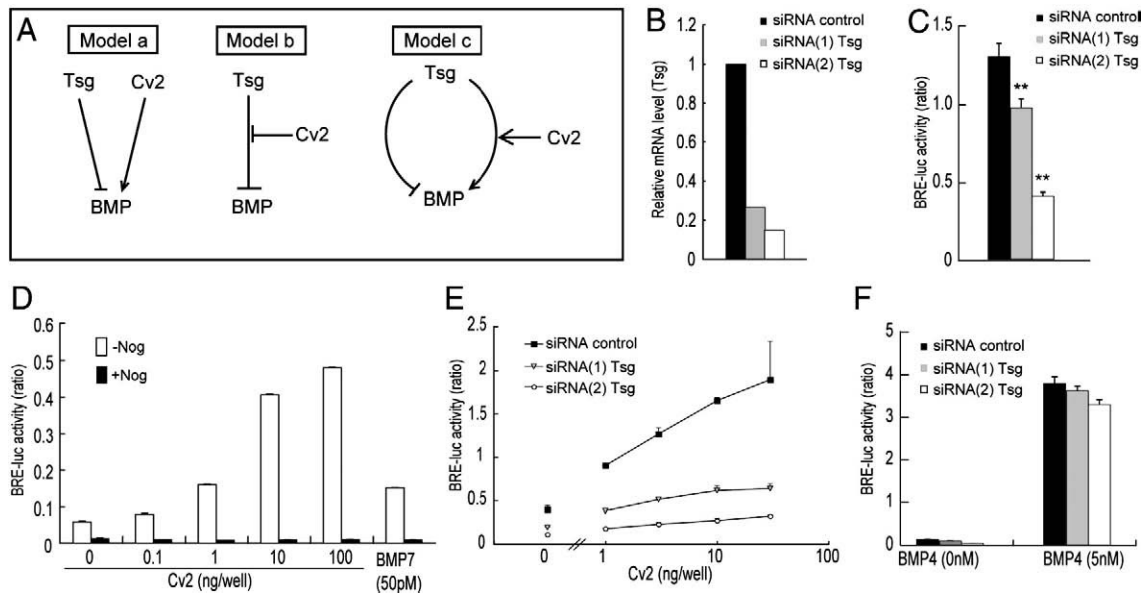 A
Model a
Model b
Model c
Tsg
Cv2
BMP
Tsg
Cv2
BMP
Tsg
Cv2
BMP
B
siRNA control
siRNA(1) Tsg
siRNA(2) Tsg
Relative mRNA level (Tsg)
1
0.8
0.6
0.4
0.2
0
C
siRNA control
siRNA(1) Tsg
siRNA(2) Tsg
BRE-luc activity (ratio)
1.5
1.0
0.5
0
**
**
D
-Nog
+Nog
BRE-luc activity (ratio)
0.6
0.5
0.4
0.3
0.2
0.1
0
0
0.1
1
10
100
BMP7
(50pM)
Cv2 (ng/well)
E
siRNA control
siRNA(1) Tsg
siRNA(2) Tsg
BRE-luc activity (ratio)
2.5
2
1.5
1
0.5
0
0
1
10
100
Cv2 (ng/well)
F
siRNA control
siRNA(1) Tsg
siRNA(2) Tsg
BRE-luc activity (ratio)
5
4
3
2
1
0
BMP4 (0nM)
BMP4 (5nM)